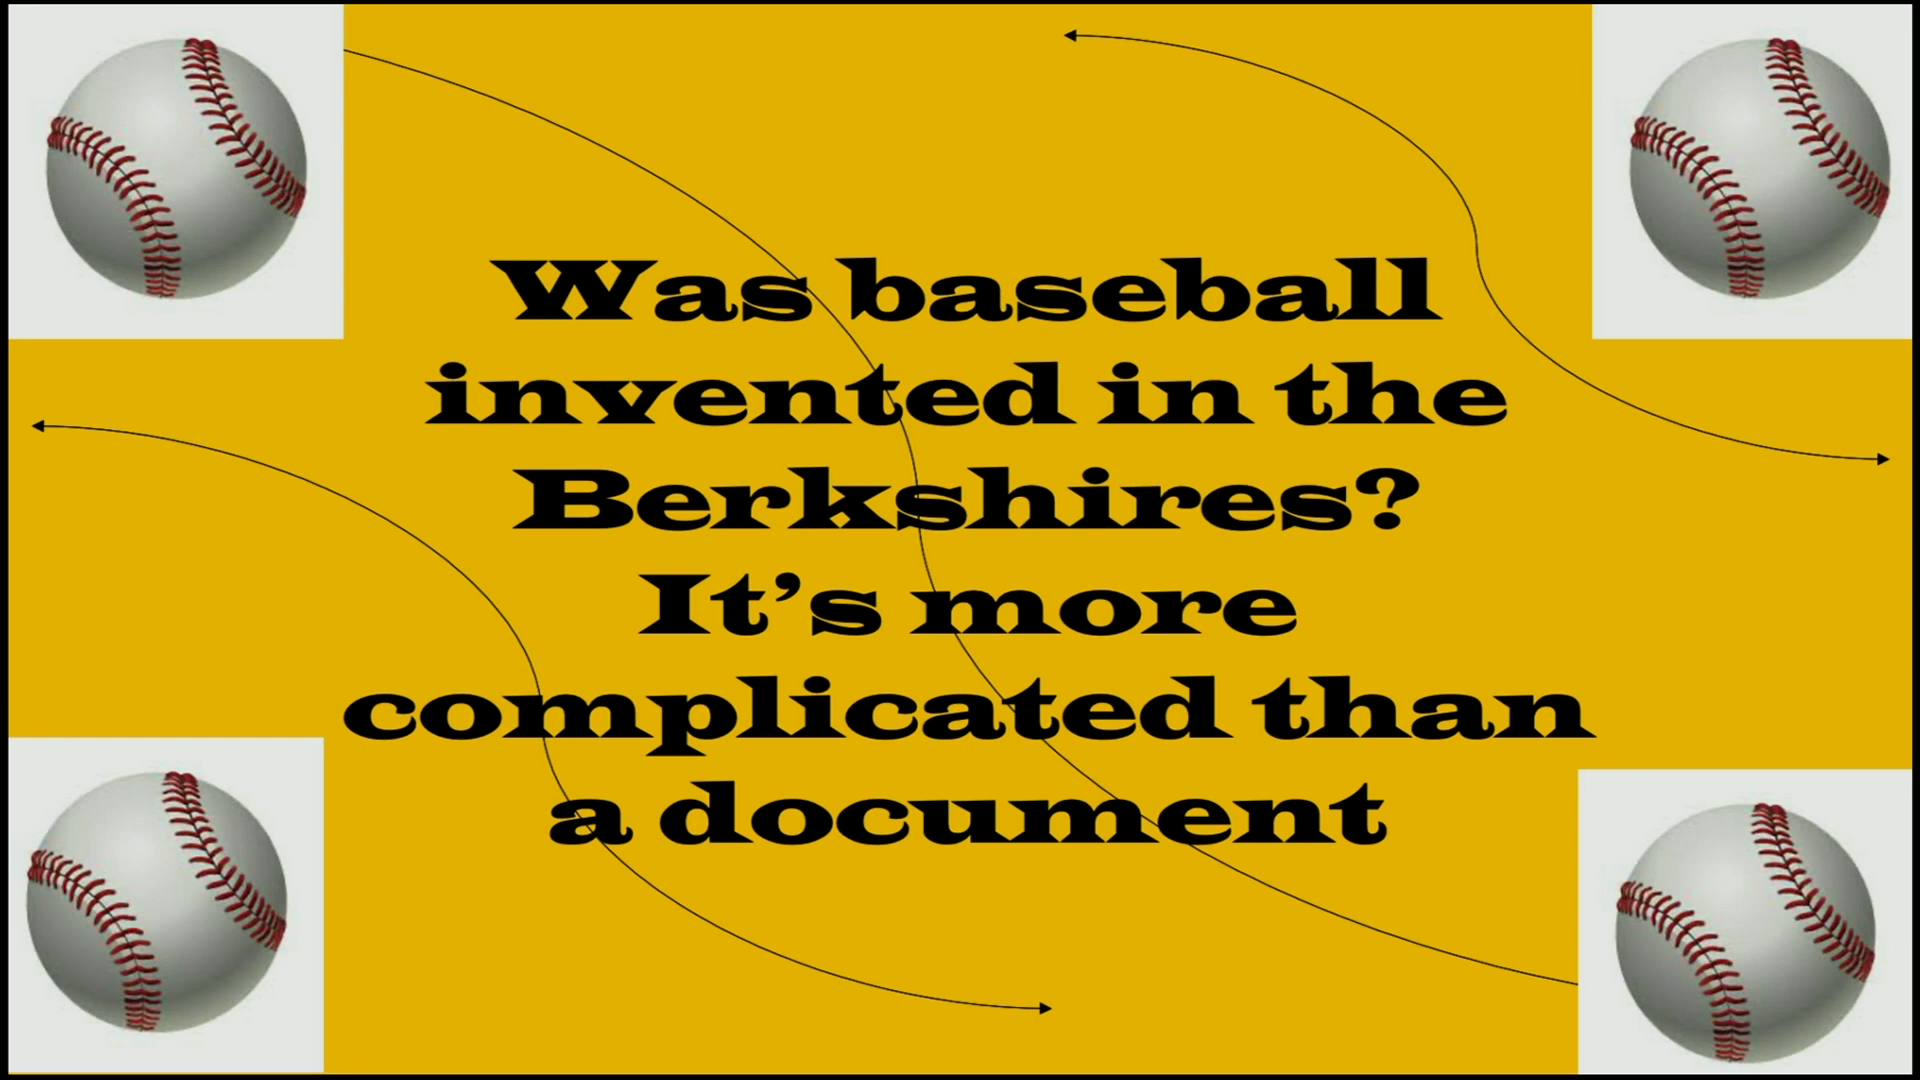 Was baseball
invented in the
Berkshires?
It’s more
complicated than
a document